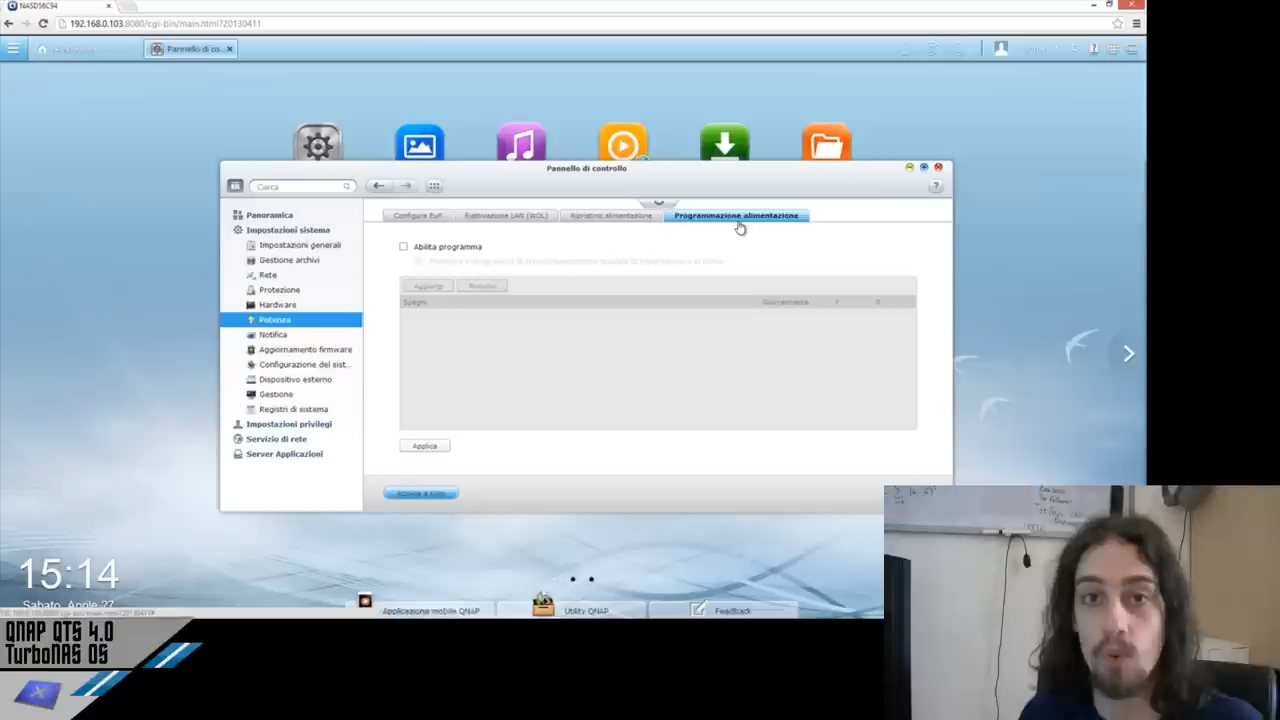 NASD56C94
192.168.0.103:8080/cgi-bin/main.html?20130411
Pannello di co...
Pannello di controllo
Cerca
Panoramica
Impostazioni sistema
Impostazioni generali
Gestione archivi
Rete
Protezione
Hardware
Potenza
Notifica
Aggiornamento firmware
Configurazione del sist...
Dispositivo esterno
Gestione
Registri di sistema
Impostazioni privilegi
Servizio di rete
Server Applicazioni
Configura EuP
Riattivazione LAN (WOL)
Ripristino alimentazione
Programmazione alimentazione
Abilita programma
Aggiungi
Rimuovi
Spegni
Giornalmente
Applica
15:14
Sabato, Aprile 27
Applicazione mobile QNAP
Utility QNAP
Feedback
QNAP QTS 4.0
TurboNAS OS